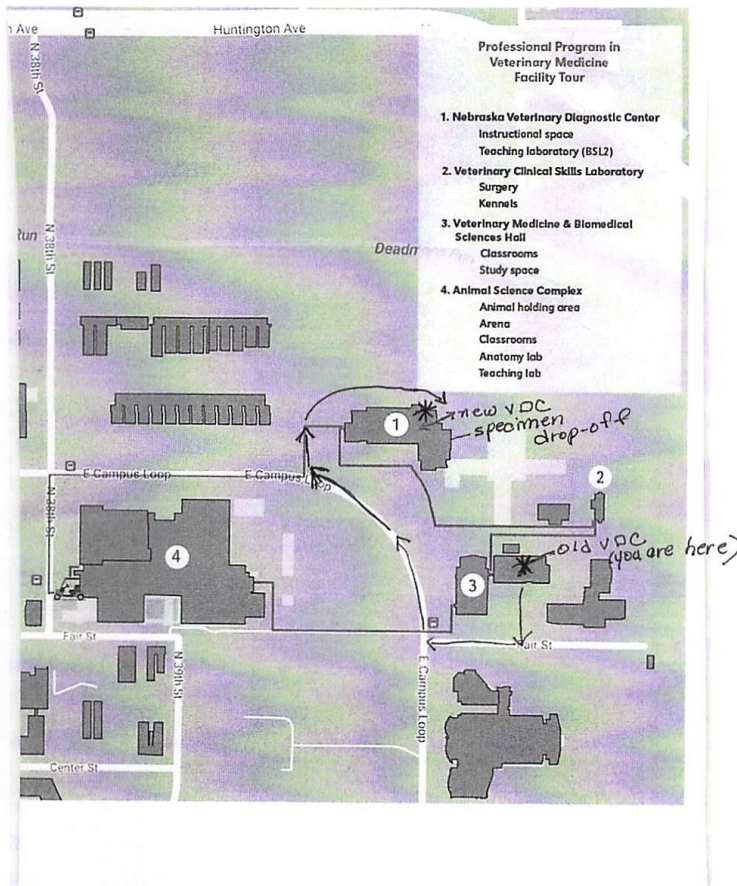 n Ave
Huntington Ave
N 38th St
Professional Program in
Veterinary Medicine
Facility Tour
1. Nebraska Veterinary Diagnostic Center
Instructional space
Teaching laboratory (BSL2)
2. Veterinary Clinical Skills Laboratory
Surgery
Kennels
3. Veterinary Medicine & Biomedical
Sciences Hall
Classrooms
Study space
4. Animal Science Complex
Animal holding area
Arena
Classrooms
Anatomy lab
Teaching lab
Run
N 38th St
Deadm
1
new VDC
specimen
drop-off
E Campus Loop
E Campus Loop
2
N 38th St
4
old VDC
(you are here)
3
Fair St
Fair St
N 39th St
E Campus Loop
Center St